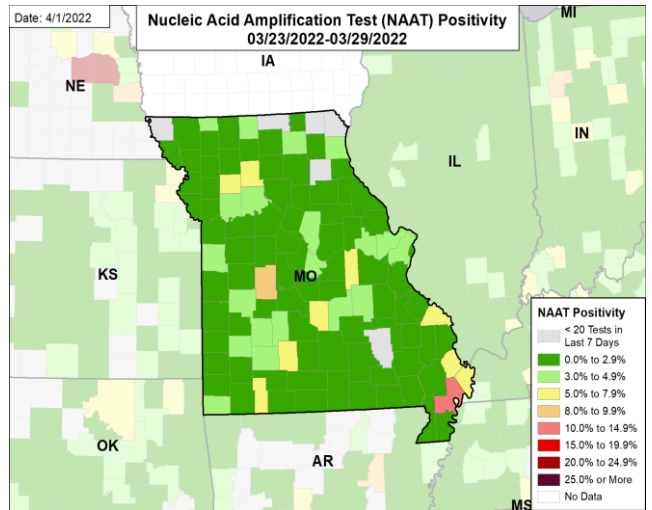 Date: 4/1/2022
Nucleic Acid Amplification Test (NAAT) Positivity
03/23/2022-03/29/2022
MI
IA
NE
IN
IL
KS
MO
NAAT Positivity
< 20 Tests in
Last 7 Days
0.0% to 2.9%
3.0% to 4.9%
5.0% to 7.9%
8.0% to 9.9%
10.0% to 14.9%
15.0% to 19.9%
20.0% to 24.9%
25.0% or More
No Data
OK
AR
MS